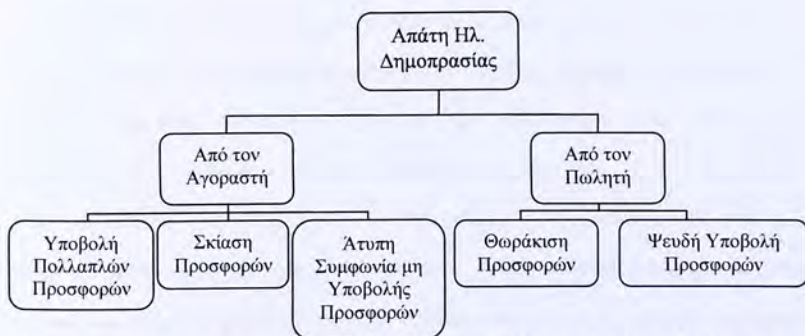 Απάτη Ηλ.
Δημοπρασίας
Από τον
Αγοραστή
Από τον
Πωλητή
Υποβολή
Πολλαπλών
Προσφορών
Σκίαση
Προσφορών
Άτυπη
Συμφωνία μη
Υποβολής
Προσφορών
Θωράκιση
Προσφορών
Ψευδή Υποβολή
Προσφορών